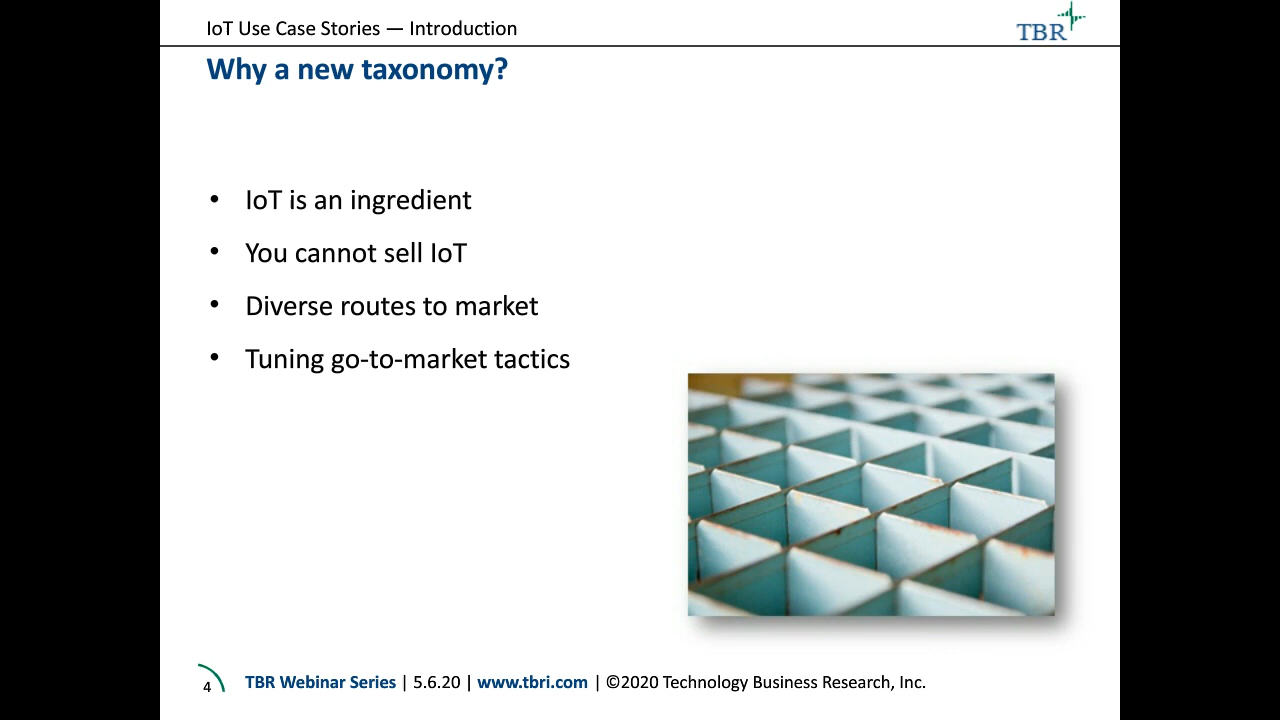 IoT Use Case Stories — Introduction
TBR
Why a new taxonomy?
• IoT is an ingredient
• You cannot sell IoT
• Diverse routes to market
• Tuning go-to-market tactics
4
TBR Webinar Series | 5.6.20 | www.tbri.com | ©2020 Technology Business Research, Inc.